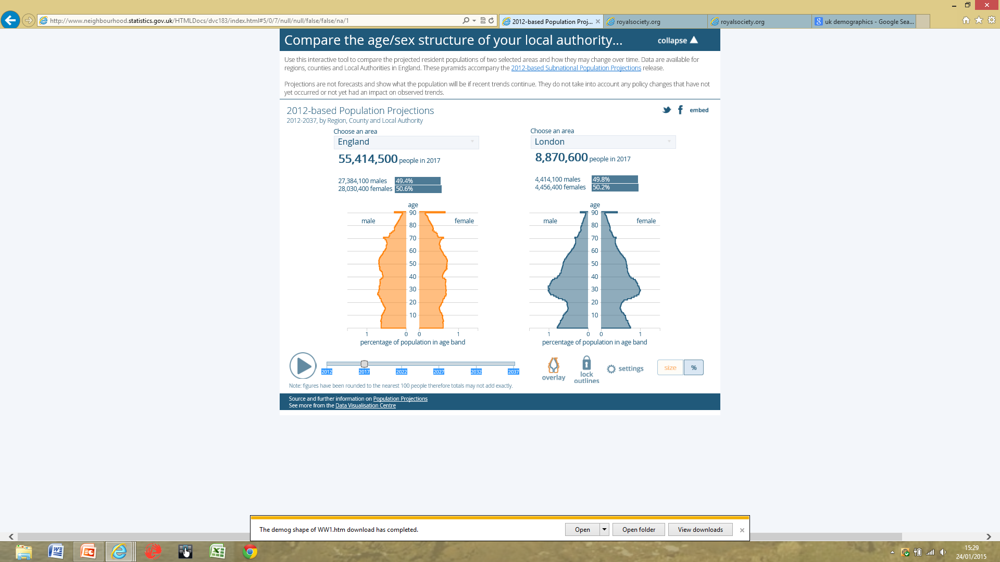 http://www.neighbourhood.statistics.gov.uk/HTMLDocs/dvc183/index.html#5/0/7/null/null/false/false/na/1
2012-based Population Proj...
royalsociety.org
royalsociety.org
uk demographics - Google Sea...
Compare the age/sex structure of your local authority...
collapse
Use this interactive tool to compare the projected resident populations of two selected areas and how they may change over time. Data are available for
regions, counties and Local Authorities in England. These pyramids accompany the 2012-based Subnational Population Projections release.
Projections are not forecasts and show what the population will be if recent trends continue. They do not take into account any policy changes that have not
yet occurred or not yet had an impact on observed trends.
2012-based Population Projections
embed
2012-2037, by Region, County and Local Authority
Choose an area
England
55,414,500 people in 2017
27,384,100 males 49.4%
28,030,400 females 50.6%
Choose an area
London
8,870,600 people in 2017
4,414,100 males 49.8%
4,456,400 females 50.2%
age
male
female
90
80
70
60
50
40
30
20
10
1 0 0 1
percentage of population in age band
age
male
female
90
80
70
60
50
40
30
20
10
1 0 0 1
percentage of population in age band
2012 2017 2022 2027 2032 2037
overlay
lock
outlines
settings
size %
Note: figures have been rounded to the nearest 100 people therefore totals may not add exactly.
Source and further information on Population Projections
See more from the Data Visualisation Centre
The demog shape of WW1.htm download has completed.
Open
Open folder
View downloads
15:29
24/01/2015